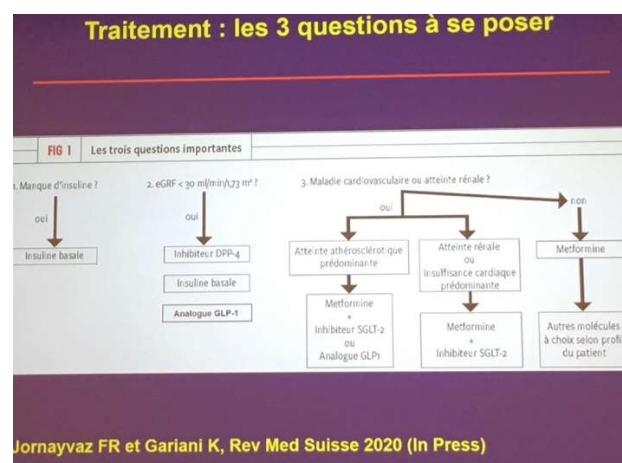 Traitement : les 3 questions à se poser
FIG 1
Les trois questions importantes
1. Manque d'insuline ?
oui
Insuline basale
2. eGRF < 30 ml/min/1,73 m² ?
oui
Inhibiteur DPP-4
Insuline basale
Analogue GLP-1
3. Maladie cardiovasculaire ou atteinte rénale ?
oui
non
Atteinte athérosclérotique
prédominante
Metformine
+
Inhibiteur SGLT-2
ou
Analogue GLP1
Atteinte rénale
ou
Insuffisance cardiaque
prédominante
Metformine
+
Inhibiteur SGLT-2
Metformine
Autres molécules
à choix selon profi
du patient
Jornayvaz FR et Gariani K, Rev Med Suisse 2020 (In Press)